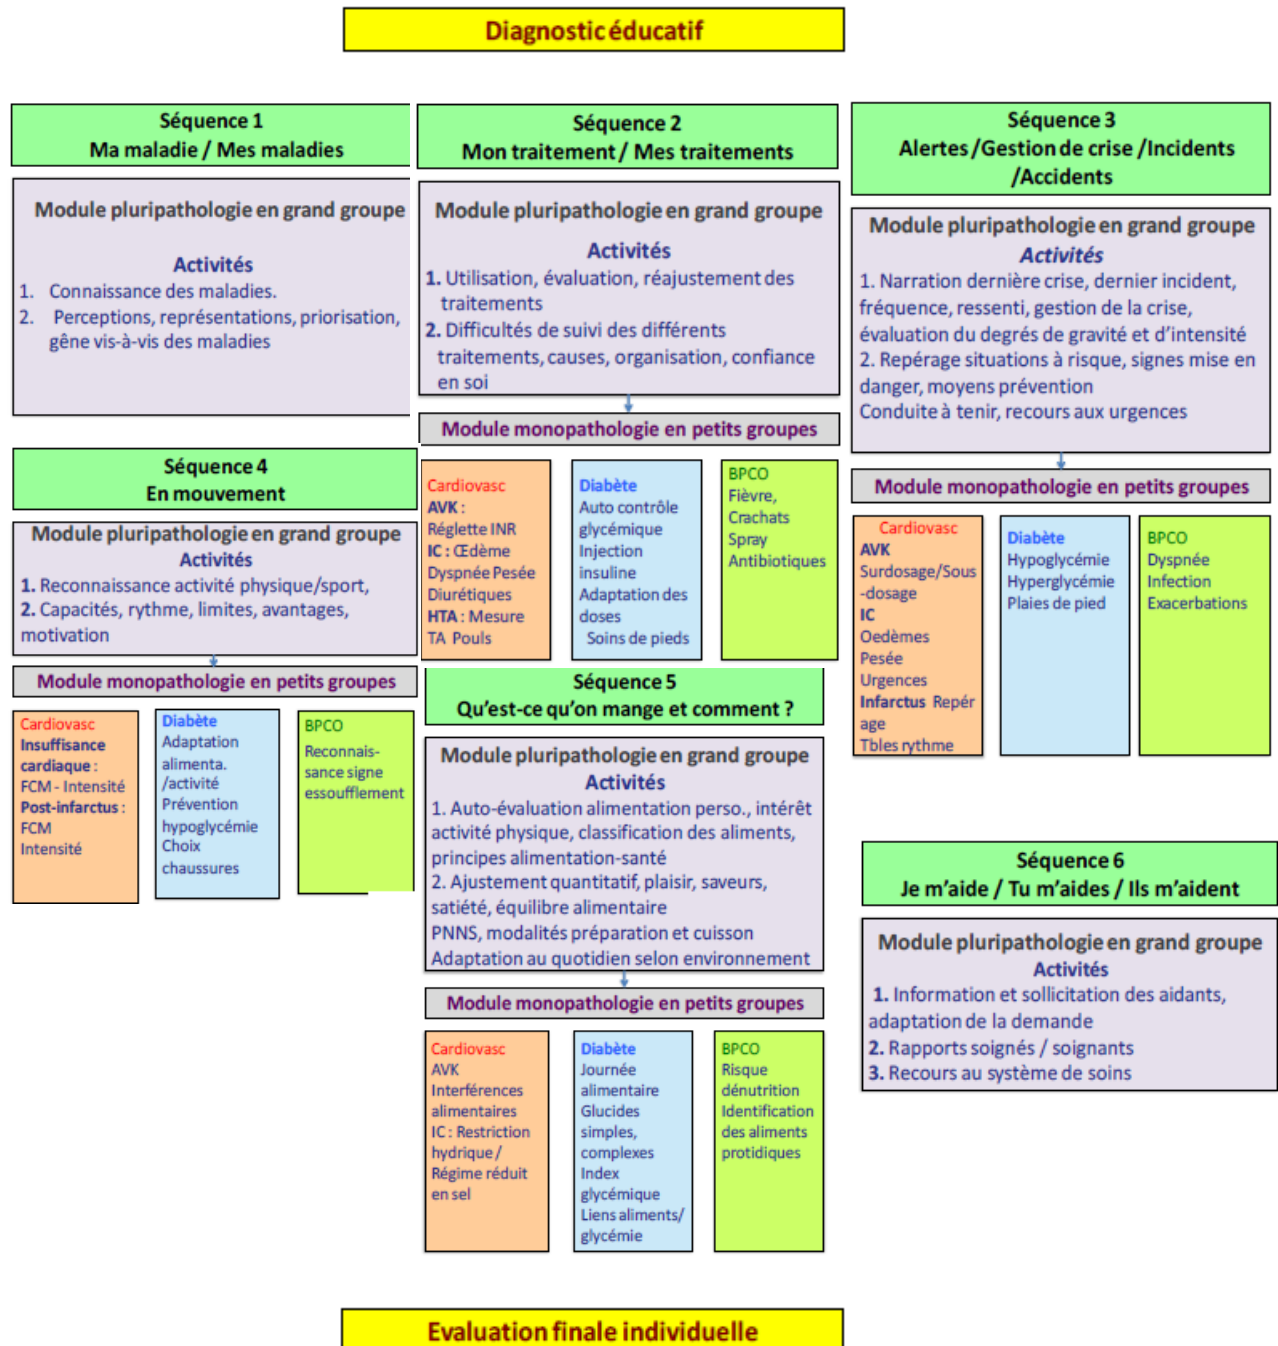 Diagnostic éducatif
Séquence 1
Ma maladie / Mes maladies
Module pluripathologie en grand groupe
Activités
1. Connaissance des maladies.
2. Perceptions, représentations, priorisation,
gêne vis-à-vis des maladies
Séquence 2
Mon traitement / Mes traitements
Module pluripathologie en grand groupe
Activités
1. Utilisation, évaluation, réajustement des
traitements
2. Difficultés de suivi des différents
traitements, causes, organisation, confiance
en soi
Module monopathologie en petits groupes
Cardiovasc
AVK :
Réglette INR
IC : Œdème
Dyspnée Pesée
Diurétiques
HTA : Mesure
TA Pouls
Diabète
Auto contrôle
glycémique
Injection
insuline
Adaptation des
doses
Soins de pieds
BPCO
Fièvre,
Crachats
Spray
Antibiotiques
Séquence 3
Alertes /Gestion de crise /Incidents
/Accidents
Module pluripathologie en grand groupe
Activités
1. Narration dernière crise, dernier incident,
fréquence, ressenti, gestion de la crise,
évaluation du degrés de gravité et d'intensité
2. Repérage situations à risque, signes mise en
danger, moyens prévention
Conduite à tenir, recours aux urgences
Module monopathologie en petits groupes
Cardiovasc
AVK
Surdosage/Sous
-dosage
IC
Oedèmes
Pesée
Urgences
Infarctus Repér
age
Tbles rythme
Diabète
Hypoglycémie
Hyperglycémie
Plaies de pied
BPCO
Dyspnée
Infection
Exacerbations
Séquence 4
En mouvement
Module pluripathologie en grand groupe
Activités
1. Reconnaissance activité physique/sport,
2. Capacités, rythme, limites, avantages,
motivation
Module monopathologie en petits groupes
Cardiovasc
Insuffisance
cardiaque :
FCM - Intensité
Post-infarctus :
FCM
Intensité
Diabète
Adaptation
alimenta.
/activité
Prévention
hypoglycémie
Choix
chaussures
BPCO
Reconnais-
sance signe
essoufflement
Séquence 5
Qu'est-ce qu'on mange et comment ?
Module pluripathologie en grand groupe
Activités
1. Auto-évaluation alimentation perso., intérêt
activité physique, classification des aliments,
principes alimentation-santé
2. Ajustement quantitatif, plaisir, saveurs,
satiété, équilibre alimentaire
PNNS, modalités préparation et cuisson
Adaptation au quotidien selon environnement
Module monopathologie en petits groupes
Cardiovasc
AVK
Interférences
alimentaires
IC : Restriction
hydrique /
Régime réduit
en sel
Diabète
Journée
alimentaire
Glucides
simples,
complexes
Index
glycémique
Liens aliments/
glycémie
BPCO
Risque
dénutrition
Identification
des aliments
protidiques
Séquence 6
Je m'aide / Tu m'aides / Ils m'aident
Module pluripathologie en grand groupe
Activités
1. Information et sollicitation des aidants,
adaptation de la demande
2. Rapports soignés / soignants
3. Recours au système de soins
Evaluation finale individuelle